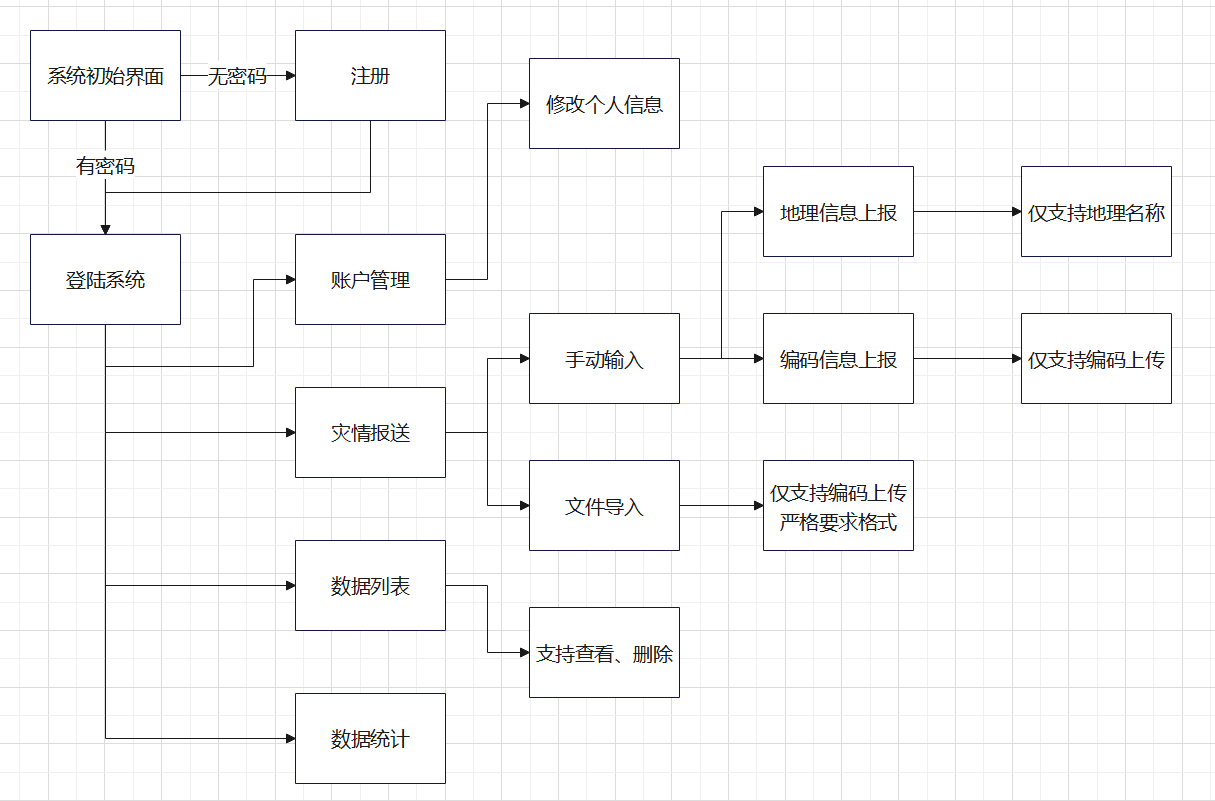 系统初始界面
无密码
注册
修改个人信息
有密码
地理信息上报
仅支持地理名称
登陆系统
账户管理
手动输入
编码信息上报
仅支持编码上传
灾情报送
文件导入
仅支持编码上传
严格要求格式
数据列表
支持查看、删除
数据统计